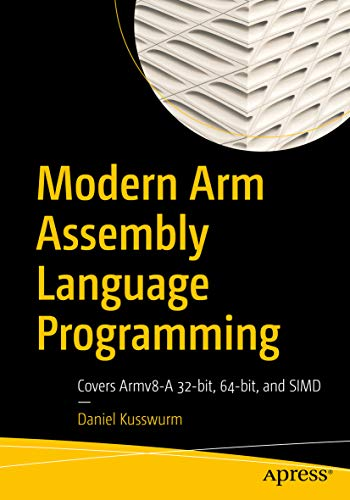 Modern Arm
Assembly
Language
Programming
Covers Armv8-A 32-bit, 64-bit, and SIMD
—
Daniel Kusswurm
Apress®